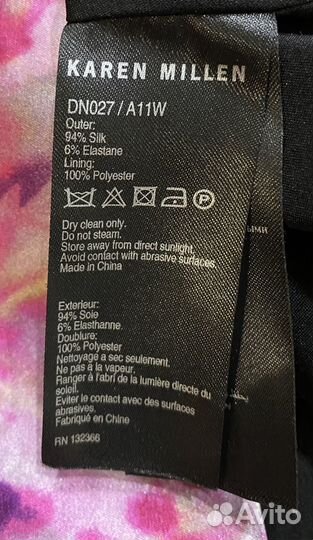 KAREN MILLEN
DN027 / A11W
Outer:
94% Silk
6% Elastane
Lining:
100% Polyester
P
Dry clean only.
Do not steam.
Store away from direct sunlight.
Avoid contact with abrasive surfaces.
Made in China
Exterieur:
94% Soie
6% Elasthanne.
Doublure:
100% Polyester
Nettoyage a sec seulement.
Ne pas à la vapeur.
Ranger à l'abri de la lumière directe du
soleil.
Eviter le contact avec des surfaces
abrasives.
Fabriqué en Chine
RN 132366
Avito